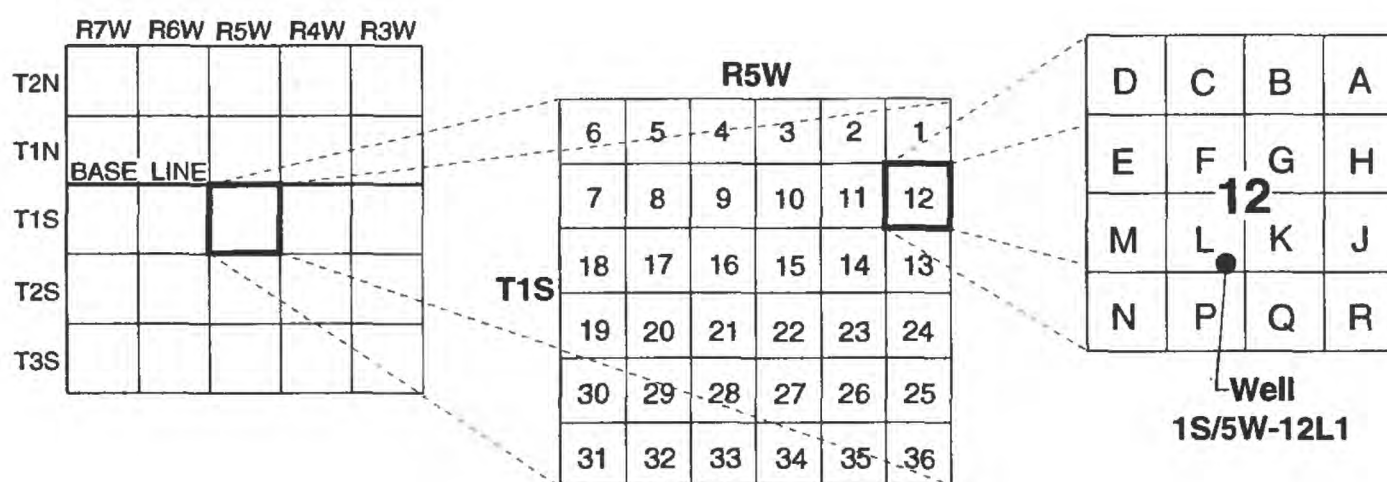 R7W R6W R5W R4W R3W
T2N
T1N
BASE LINE
T1S
T2S
T3S
R5W
T1S
6 5 4 3 2 1
7 8 9 10 11 12
18 17 16 15 14 13
19 20 21 22 23 24
30 29 28 27 26 25
31 32 33 34 35 36
D C B A
E F G H
12
M L K J
N P Q R
Well
1S/5W-12L1